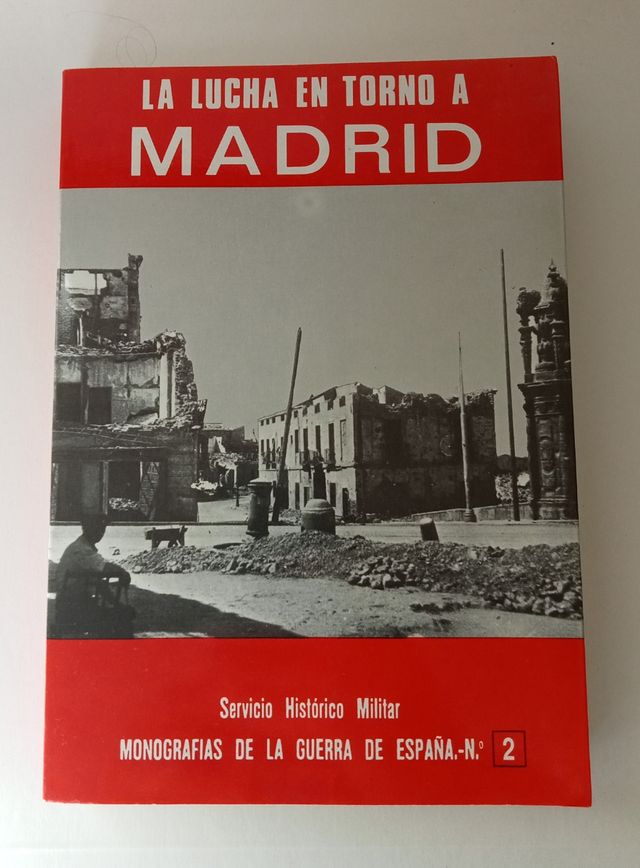 LA LUCHA EN TORNO A
MADRID
Servicio Histórico Militar
MONOGRAFIAS DE LA GUERRA DE ESPAÑA.-N.º 2